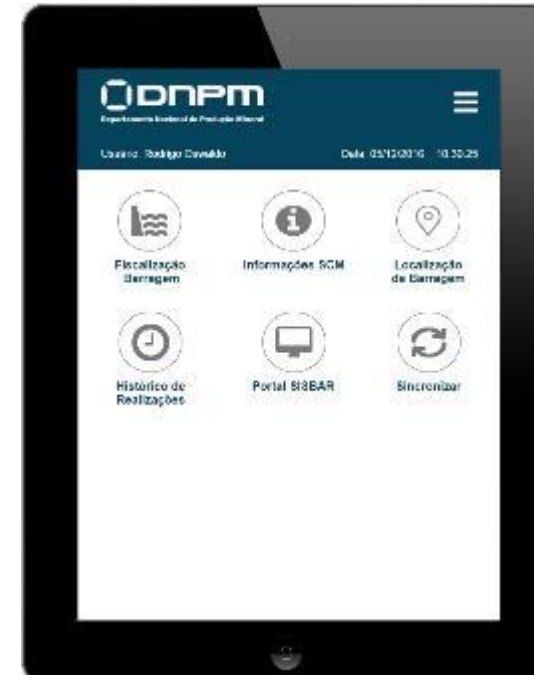 DNPM
Departamento Nacional de Produção Mineral
Usuário: Rodrigo Oswaldo
Data: 05/12/2016 10:30:25
Fiscalização
Barragem
Informações SCM
Localização
de Barragem
Histórico de
Realizações
Portal SISBAR
Sincronizar